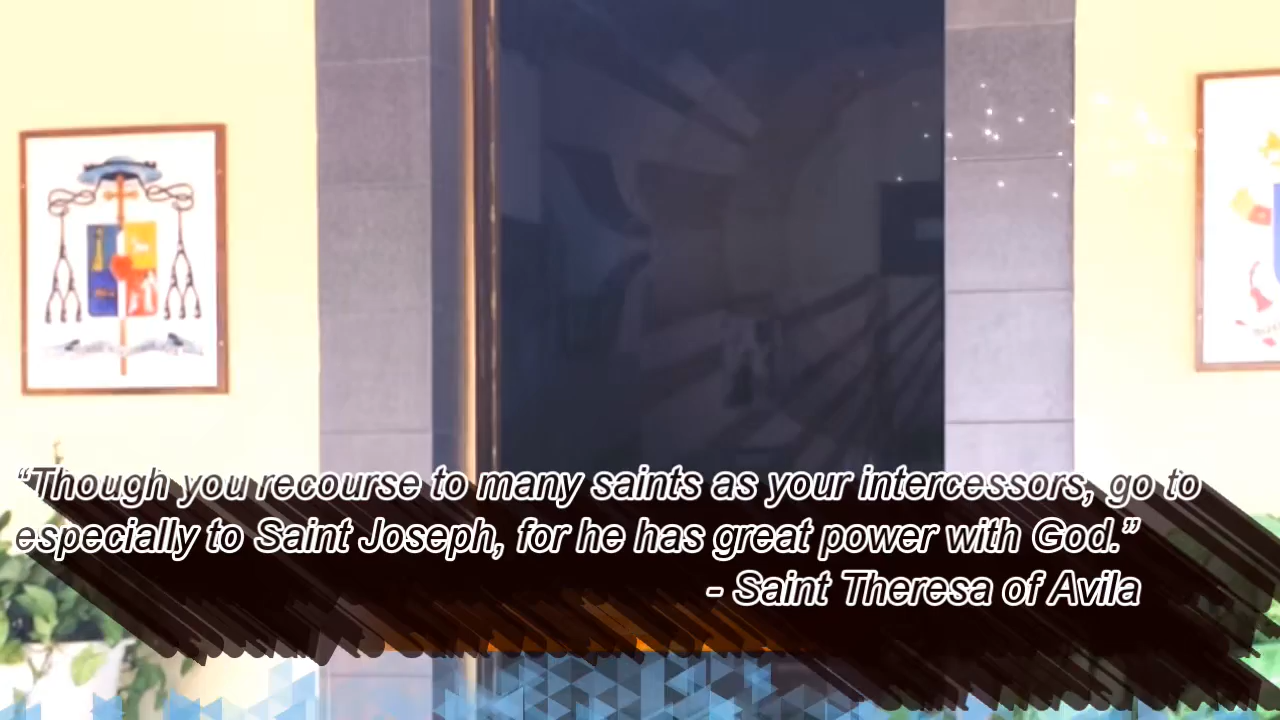 “Though you recourse to many saints as your intercessors, go to
especially to Saint Joseph, for he has great power with God.”
- Saint Theresa of Avila